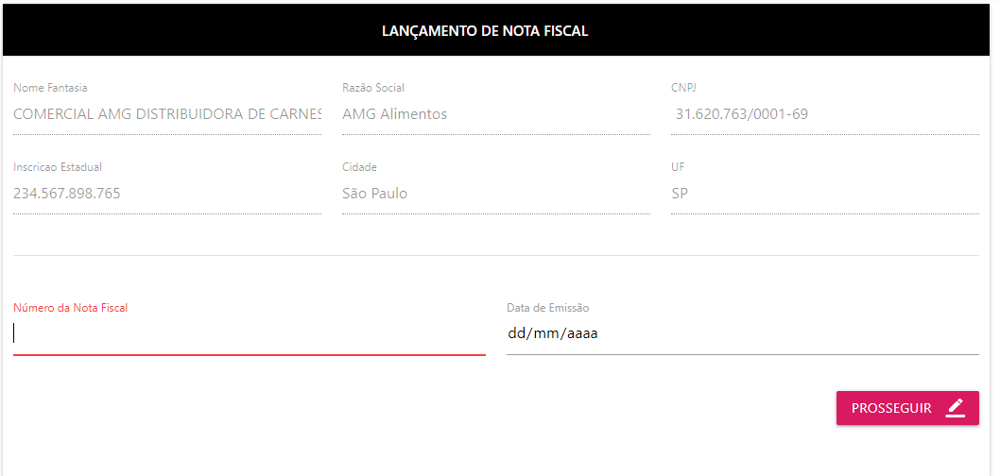 LANÇAMENTO DE NOTA FISCAL
Nome Fantasia Razão Social CNPJ
COMERCIAL AMG DISTRIBUIDORA DE CARNES AMG Alimentos 31.620.763/0001-69
Inscricao Estadual Cidade UF
234.567.898.765 São Paulo SP
Número da Nota Fiscal Data de Emissão
dd/mm/aaaa
PROSSEGUIR